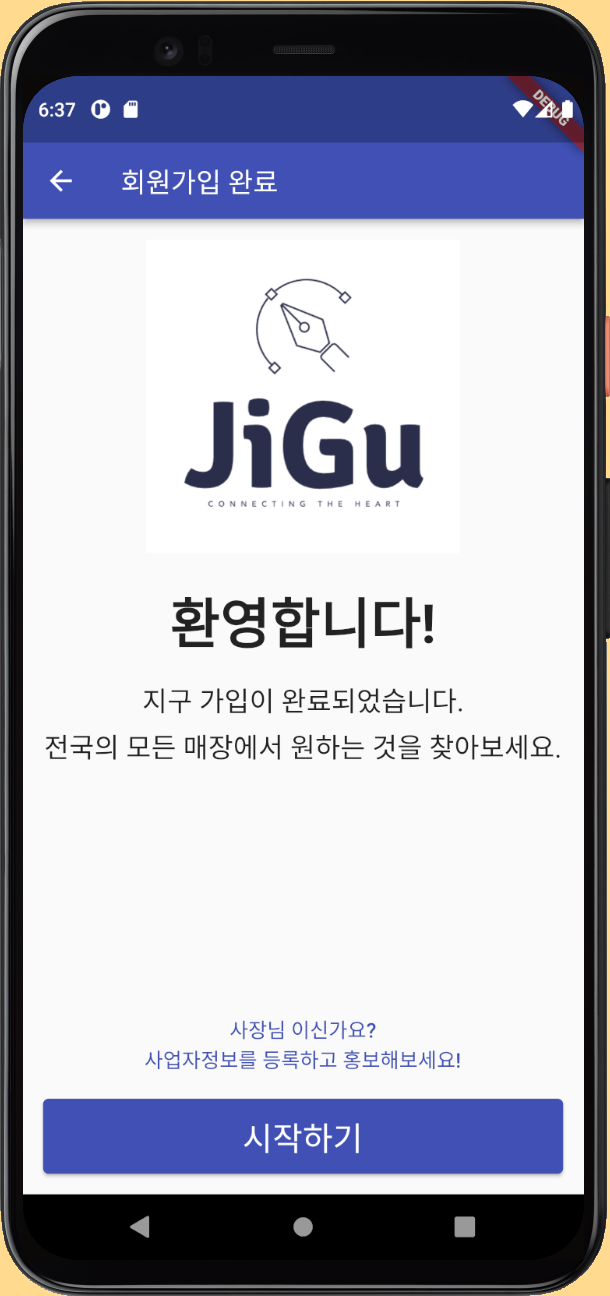 6:37
DEBUG
회원가입 완료
JiGu
CONNECTING THE HEART
환영합니다!
지구 가입이 완료되었습니다.
전국의 모든 매장에서 원하는 것을 찾아보세요.
사장님 이신가요?
사업자정보를 등록하고 홍보해보세요!
시작하기